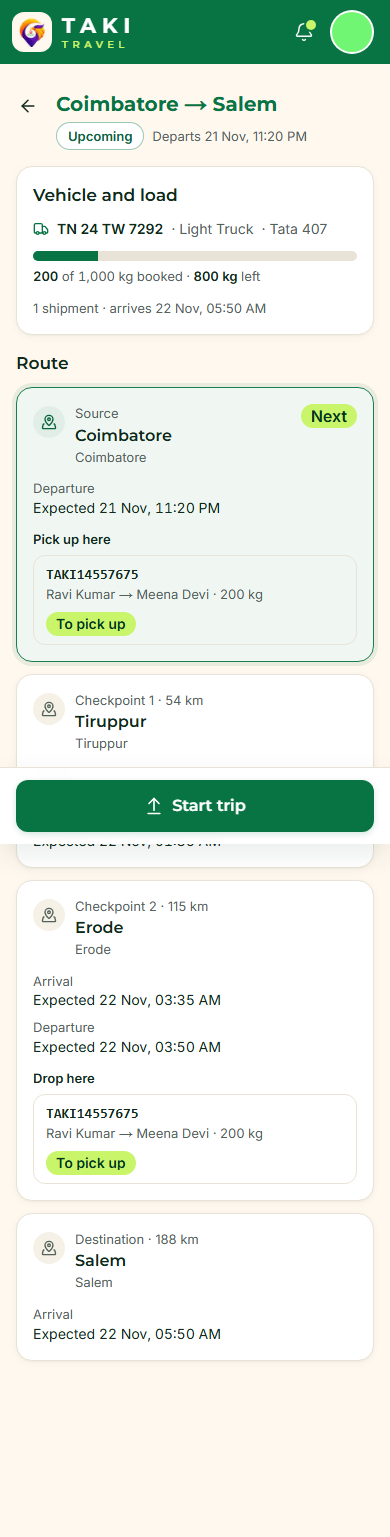 TAKI
TRAVEL
← Coimbatore → Salem
Upcoming Departs 21 Nov, 11:20 PM
Vehicle and load
TN 24 TW 7292 · Light Truck · Tata 407
200 of 1,000 kg booked · 800 kg left
1 shipment · arrives 22 Nov, 05:50 AM
Route
Source
Next
Coimbatore
Coimbatore
Departure
Expected 21 Nov, 11:20 PM
Pick up here
TAKI14557675
Ravi Kumar → Meena Devi · 200 kg
To pick up
Checkpoint 1 · 54 km
Tiruppur
Tiruppur
Start trip
Checkpoint 2 · 115 km
Erode
Erode
Arrival
Expected 22 Nov, 03:35 AM
Departure
Expected 22 Nov, 03:50 AM
Drop here
TAKI14557675
Ravi Kumar → Meena Devi · 200 kg
To pick up
Destination · 188 km
Salem
Salem
Arrival
Expected 22 Nov, 05:50 AM